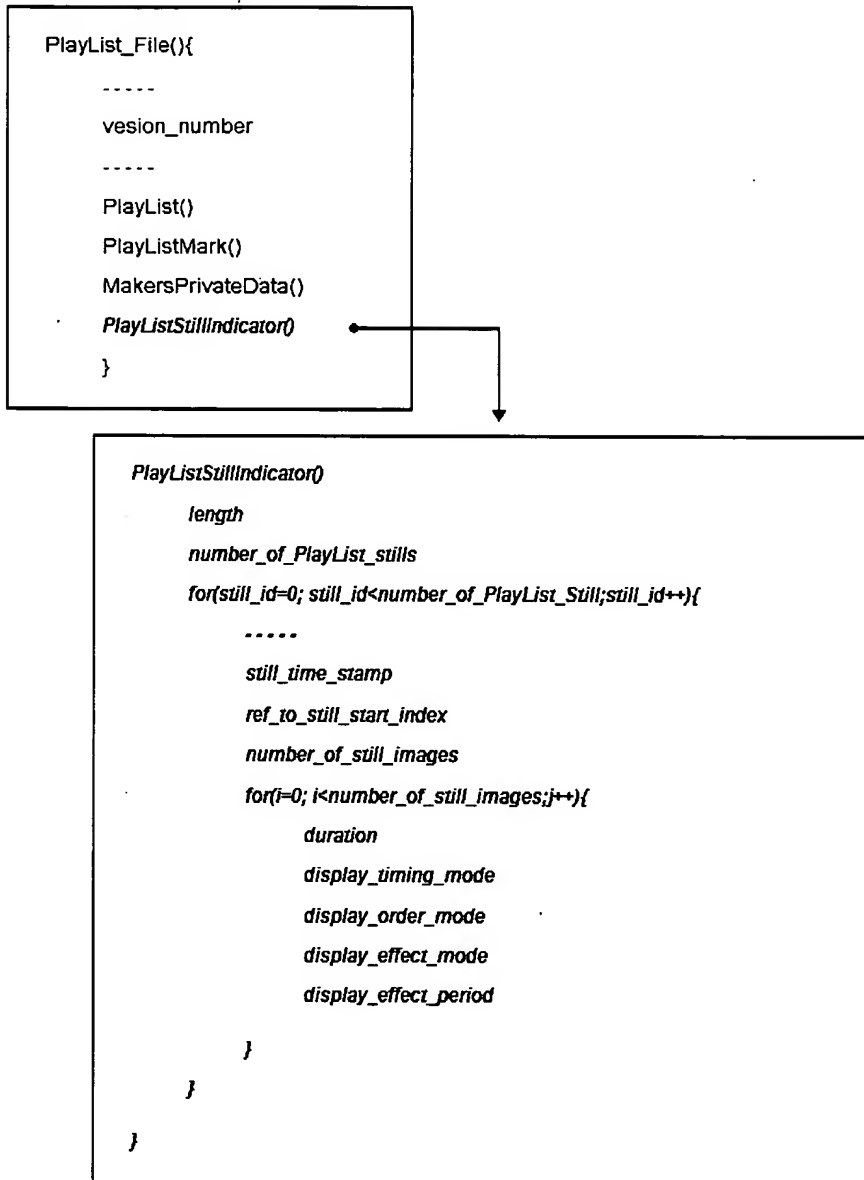 PlayList_File(){
-----
vesion_number
-----
PlayList()
PlayListMark()
MakersPrivateData()
PlayListStillIndicator()
}
PlayListStillIndicator()
length
number_of_PlayList_stills
for(still_id=0; still_id<number_of_PlayList_Still;still_id++){
-----
still_time_stamp
ref_to_still_start_index
number_of_still_images
for(i=0; i<number_of_still_images;j++){
duration
display_timing_mode
display_order_mode
display_effect_mode
display_effect_period
}
}
}